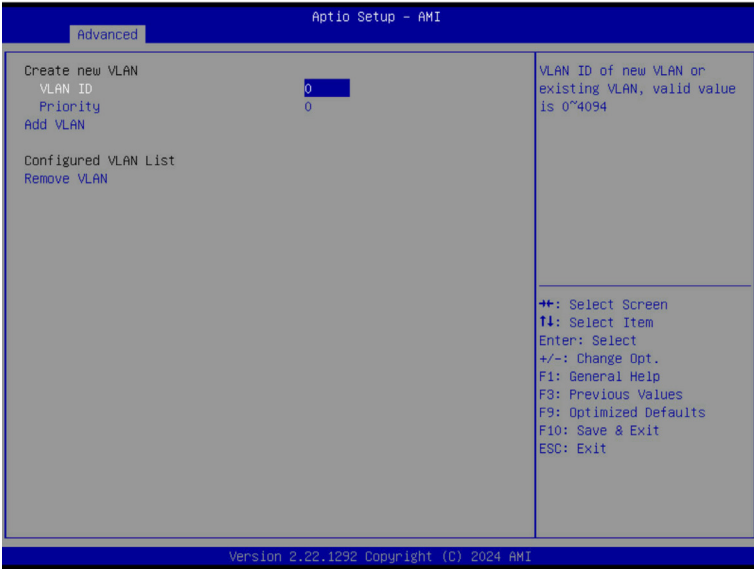 Aptio Setup – AMI
Advanced
Create new VLAN
VLAN ID 0
Priority 0
Add VLAN
Configured VLAN List
Remove VLAN
VLAN ID of new VLAN or
existing VLAN, valid value
is 0~4094
→←: Select Screen
↑↓: Select Item
Enter: Select
+/-: Change Opt.
F1: General Help
F3: Previous Values
F9: Optimized Defaults
F10: Save & Exit
ESC: Exit
Version 2.22.1292 Copyright (C) 2024 AMI